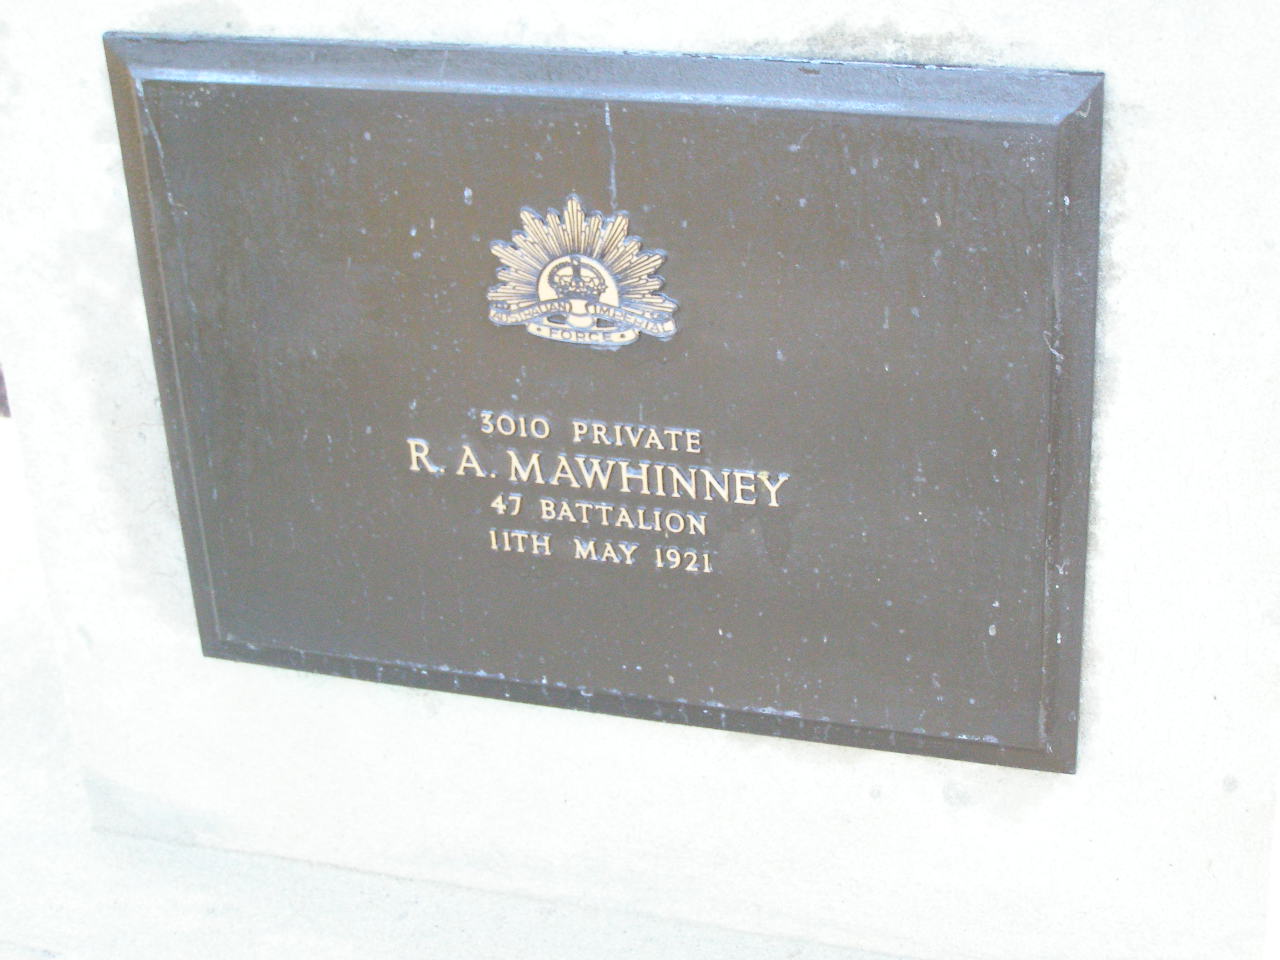 AUSTRALIAN IMPERIAL
FORCE
3010 PRIVATE
R. A. MAWHINNEY
47 BATTALION
11TH MAY 1921